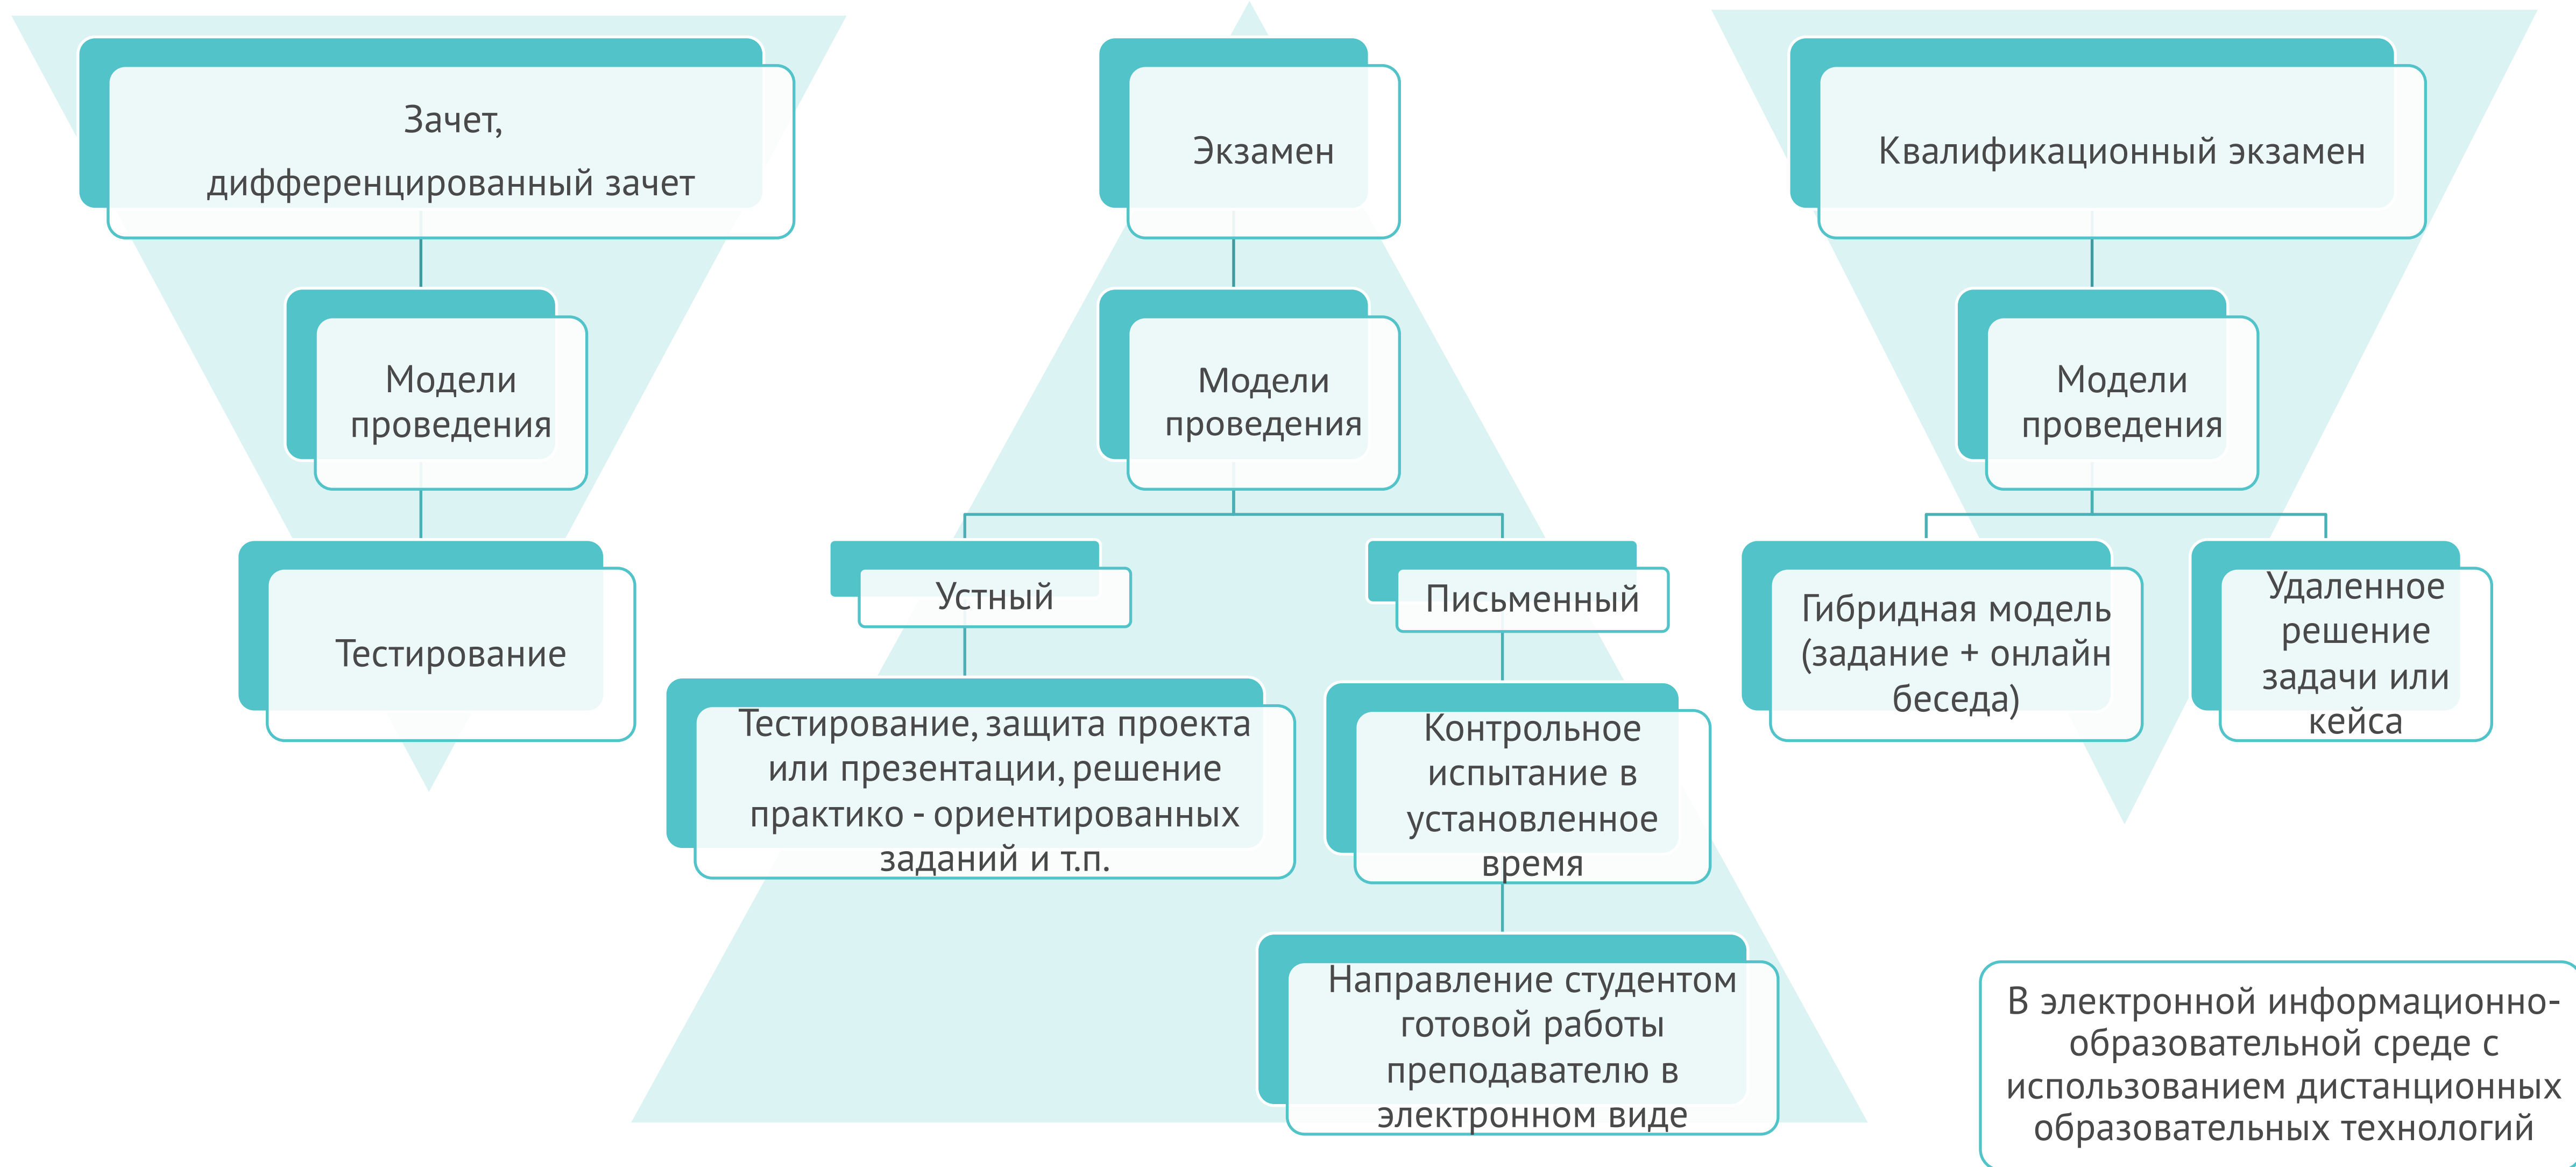 Зачет,
дифференцированный зачет
Модели
проведения
Тестирование
Экзамен
Модели
проведения
Устный
Тестирование, защита проекта
или презентации, решение
практико - ориентированных
заданий и т.п.
Письменный
Контрольное
испытание в
установленное
время
Направление студентом
готовой работы
преподавателю в
электронном виде
Квалификационный экзамен
Модели
проведения
Гибридная модель
(задание + онлайн
беседа)
Удаленное
решение
задачи или
кейса
В электронной информационно-
образовательной среде с
использованием дистанционных
образовательных технологий